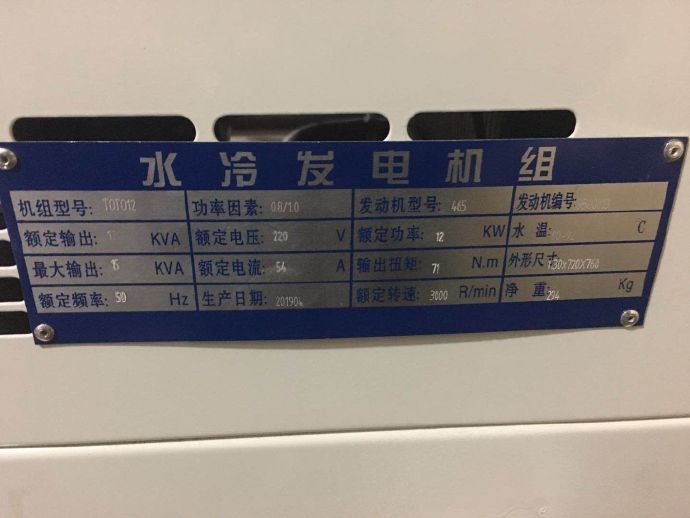 水冷发电机组
机组型号: TOTO12 功率因素: 0.8/1.0 发动机型号: 465 发动机编号:
额定输出: KVA 额定电压: 220 V 额定功率: 12 KW 水 温: C
最大输出: 15 KVA 额定电流: 54 A 输出扭矩: 71 N.m 外形尺寸:
额定频率: 50 Hz 生产日期: 201904 额定转速: 3000 R/min 净 重: 294 Kg